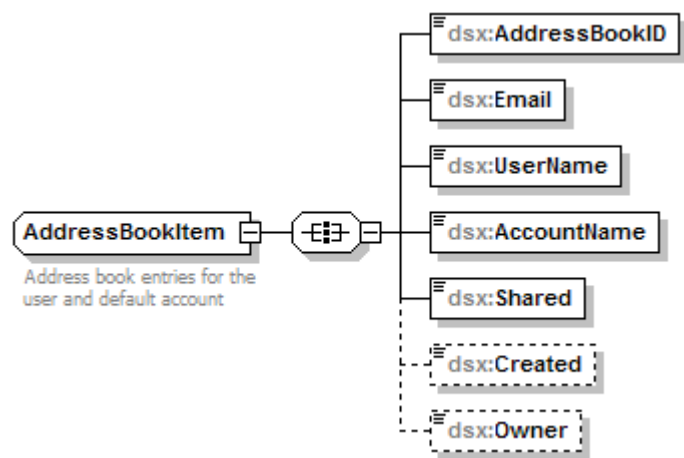 dsx:AddressBookID
dsx:Email
dsx:UserName
AddressBookItem
dsx:AccountName
Address book entries for the
user and default account
dsx:Shared
dsx:Created
dsx:Owner